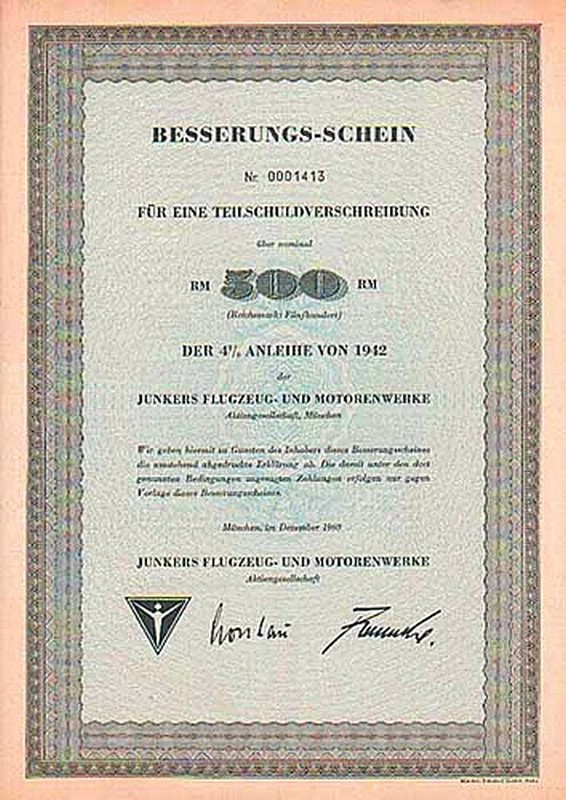 BESSERUNGS-SCHEIN
Nr. 0001413
FÜR EINE TEILSCHULDVERSCHREIBUNG
über nominal
RM 500 RM
(Reichsmark Fünfhundert)
DER 4% ANLEIHE VON 1942
der
JUNKERS FLUGZEUG- UND MOTORENWERKE
Aktiengesellschaft, München
Wir geben hiermit zu Gunsten des Inhabers dieses Besserungsscheines
die umstehend abgedruckte Erklärung ab. Die damit unter den dort
genannten Bedingungen zugesagten Zahlungen erfolgen nur gegen
Vorlage dieses Besserungsscheines.
München, im Dezember 1960
JUNKERS FLUGZEUG- UND MOTORENWERKE
Aktiengesellschaft